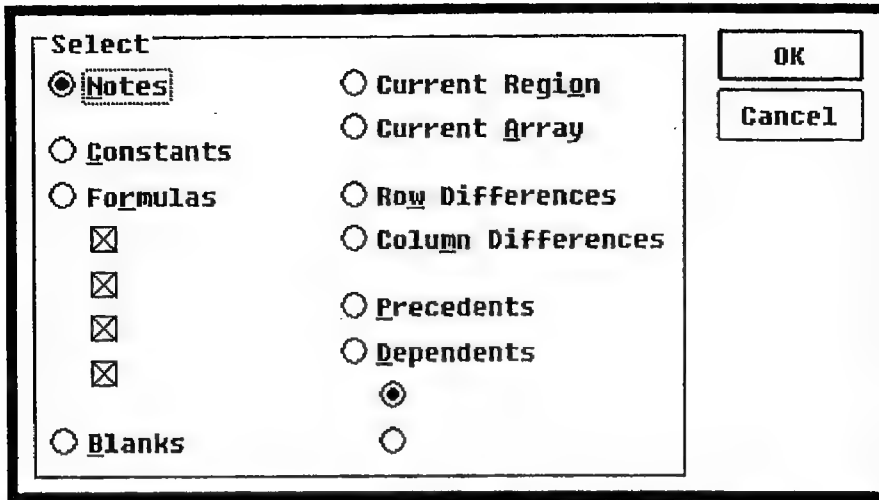 Select
Notes
Constants
Formulas
Blanks
Current Region
Current Array
Row Differences
Column Differences
Precedents
Dependents
OK
Cancel